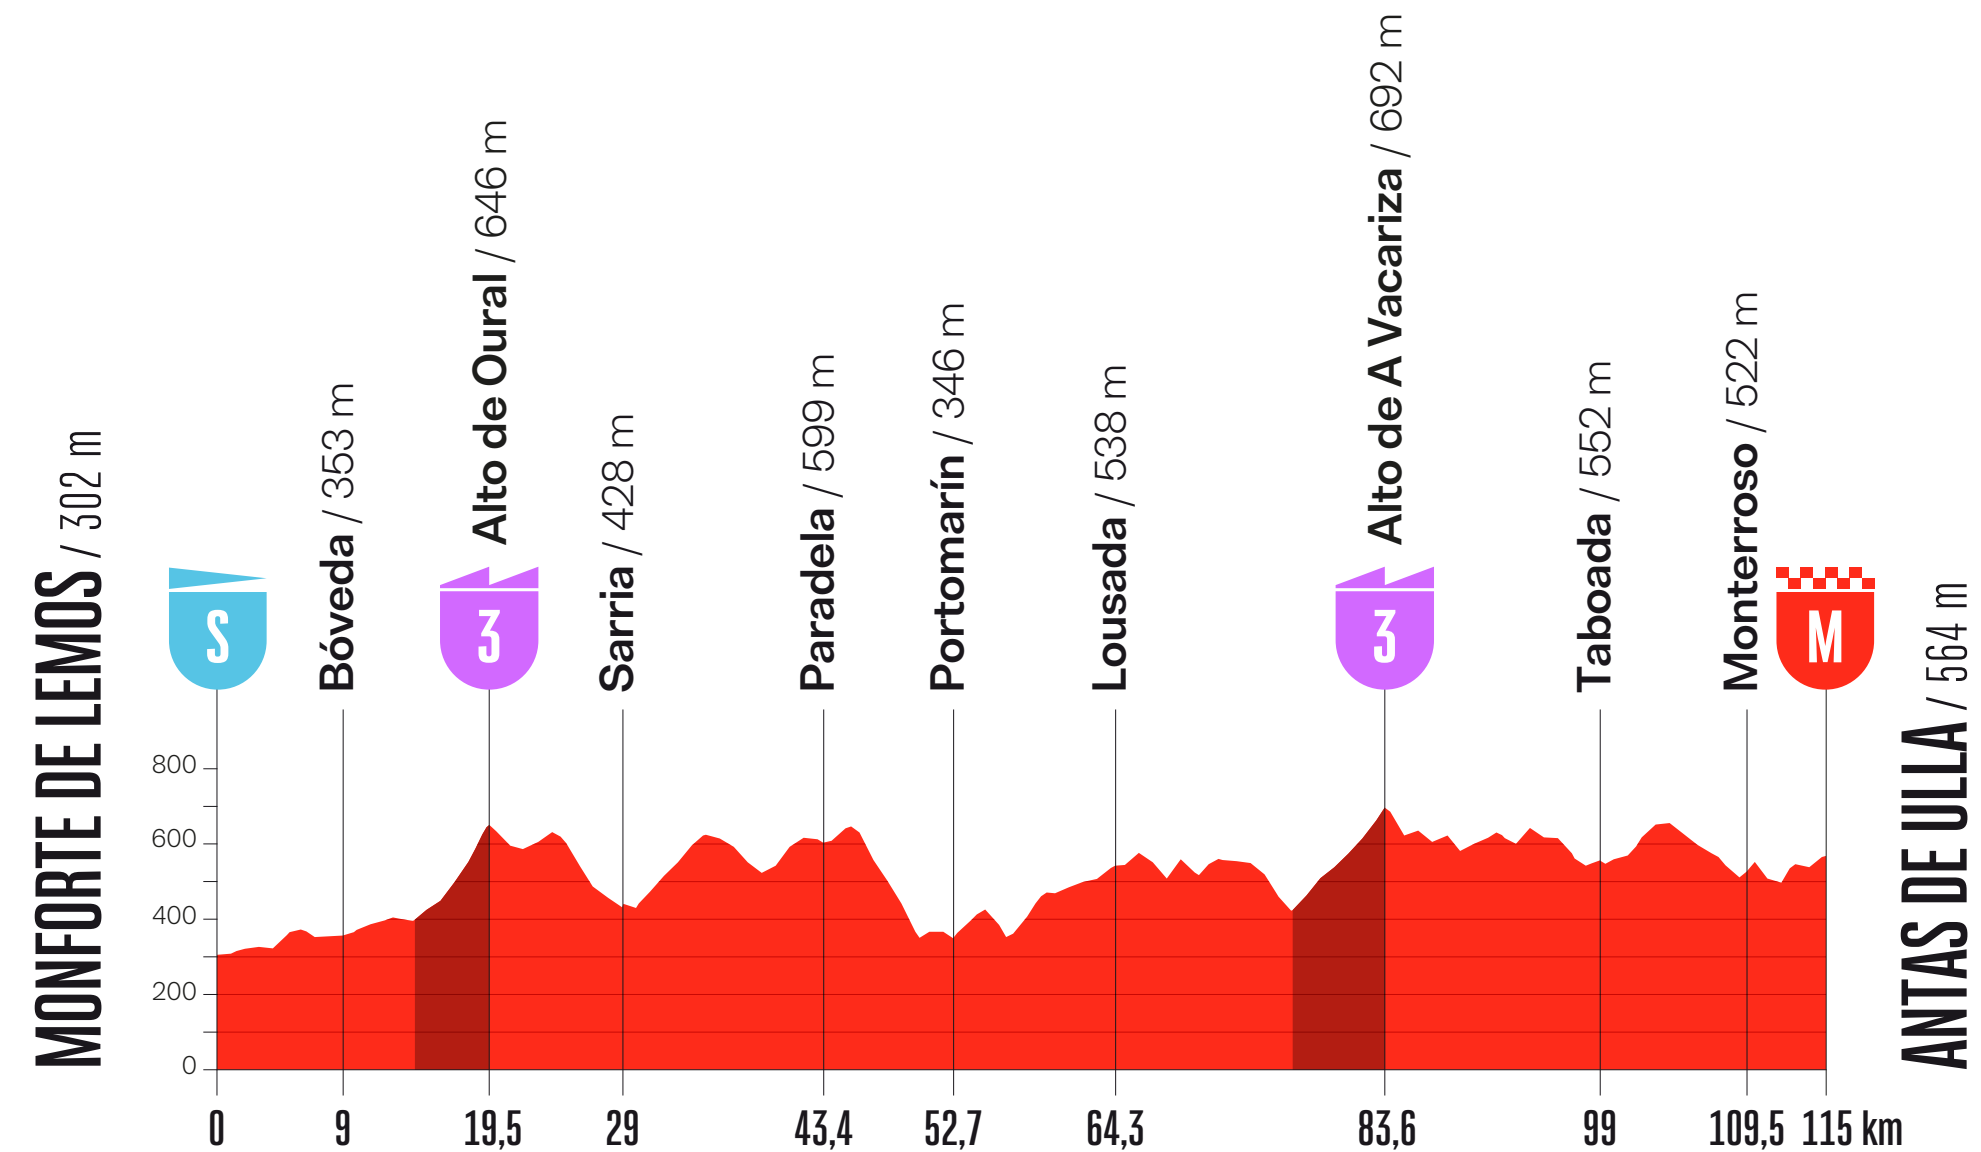 MONFORTE DE LEMOS / 302 m
S
Bóveda / 353 m
Alto de Oural / 646 m
3
Sarria / 428 m
Paradela / 599 m
Portomarín / 346 m
Lousada / 538 m
Alto de A Vacariza / 692 m
3
Taboada / 552 m
Monterroso / 522 m
M
ANTAS DE ULLA / 564 m
800
600
400
200
0
0 9 19,5 29 43,4 52,7 64,3 83,6 99 109,5 115 km